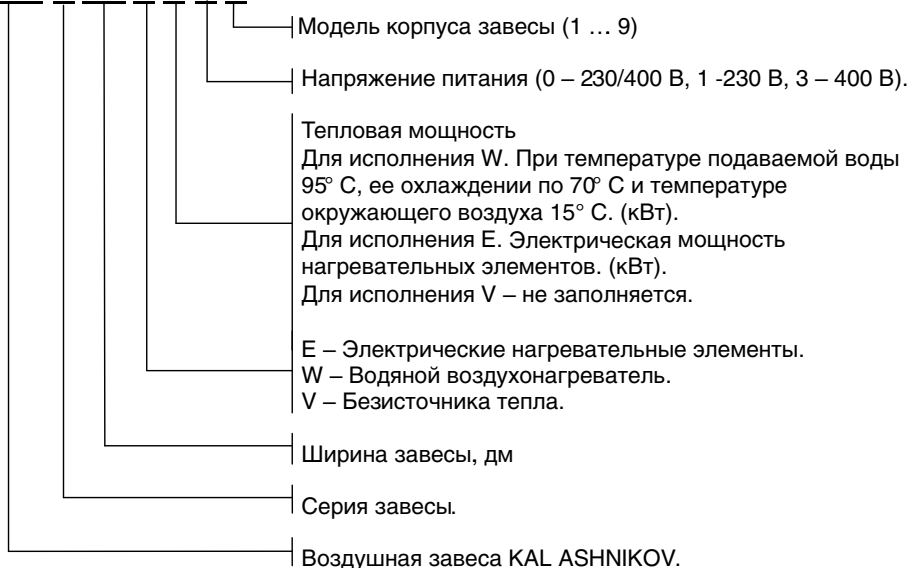 Модель корпуса завесы (1 … 9)
Напряжение питания (0 – 230/400 В, 1 -230 В, 3 – 400 В).
Тепловая мощность
Для исполнения W. При температуре подаваемой воды
95° С, ее охлаждении по 70° С и температуре
окружающего воздуха 15° С. (кВт).
Для исполнения Е. Электрическая мощность
нагревательных элементов. (кВт).
Для исполнения V – не заполняется.
Е – Электрические нагревательные элементы.
W – Водяной воздухонагреватель.
V – Безисточника тепла.
Ширина завесы, дм
Серия завесы.
Воздушная завеса KAL ASHNIKOV.